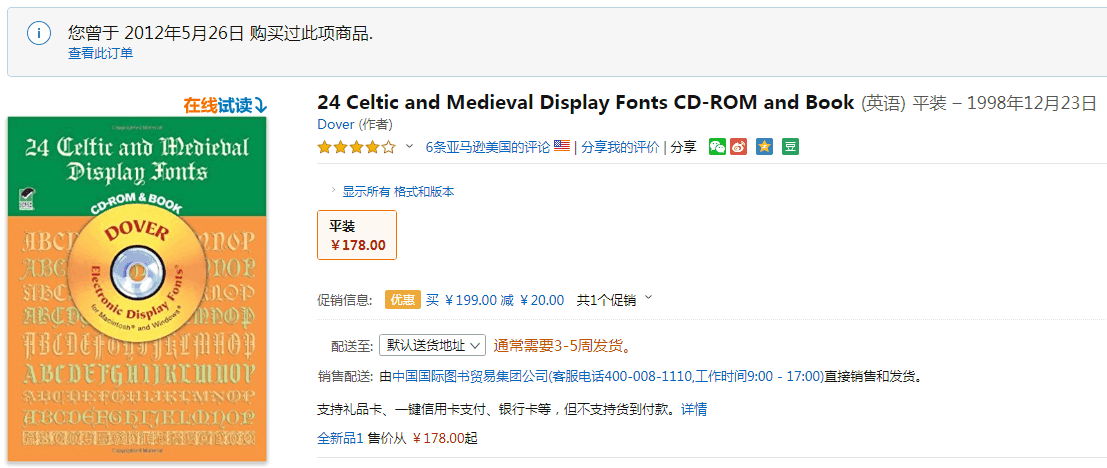 您曾于 2012年5月26日 购买过此项商品.
查看此订单
在线试读
24 Celtic and Medieval
Display Fonts
CD-ROM & BOOK
DOVER
Electronic Display Fonts®
for Macintosh® and Windows®
24 Celtic and Medieval Display Fonts CD-ROM and Book (英语) 平装 – 1998年12月23日
Dover (作者)
6条亚马逊美国的评论 | 分享我的评价 | 分享 豆
显示所有 格式和版本
平装
￥178.00
促销信息: 优惠 买 ￥199.00 减 ￥20.00 共1个促销
配送至: 默认送货地址 通常需要3-5周发货。
销售配送: 由中国国际图书贸易集团公司(客服电话400-008-1110,工作时间9:00 - 17:00)直接销售和发货。
支持礼品卡、一键信用卡支付、银行卡等，但不支持货到付款。详情
全新品1 售价从 ￥178.00起